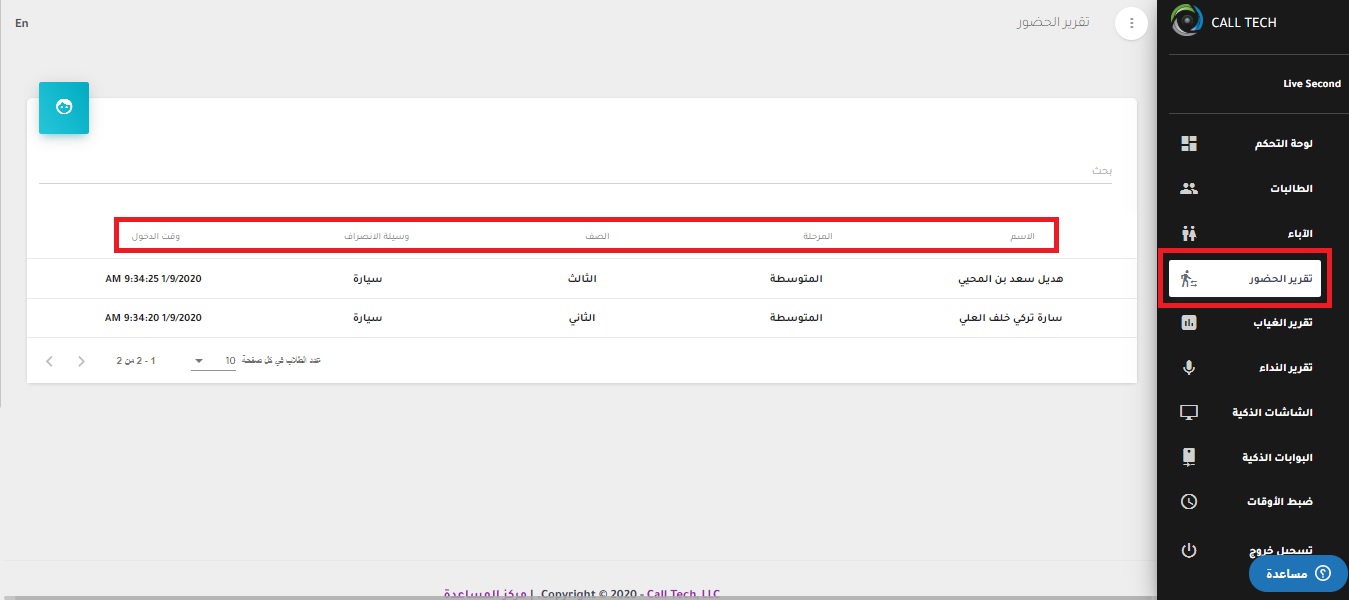 CALL TECH
Live Second
لوحة التحكم
الطالبات
الآباء
تقرير الحضور
تقرير الغياب
تقرير النداء
الشاشات الذكية
البوابات الذكية
ضبط الأوقات
تسجيل خروج
مساعدة
تقرير الحضور
En
بحث
الاسم المرحلة الصف وسيلة الانصراف وقت الدخول
هديل سعد بن المحيي المتوسطة الثالث سيارة 1/9/2020 9:34:25 AM
سارة تركي خلف العلي المتوسطة الثاني سيارة 1/9/2020 9:34:20 AM
عدد الطلاب في كل صفحة 10 1 - 2 من 2
مركز المساعدة | Copyright © 2020 - Call Tech, LLC